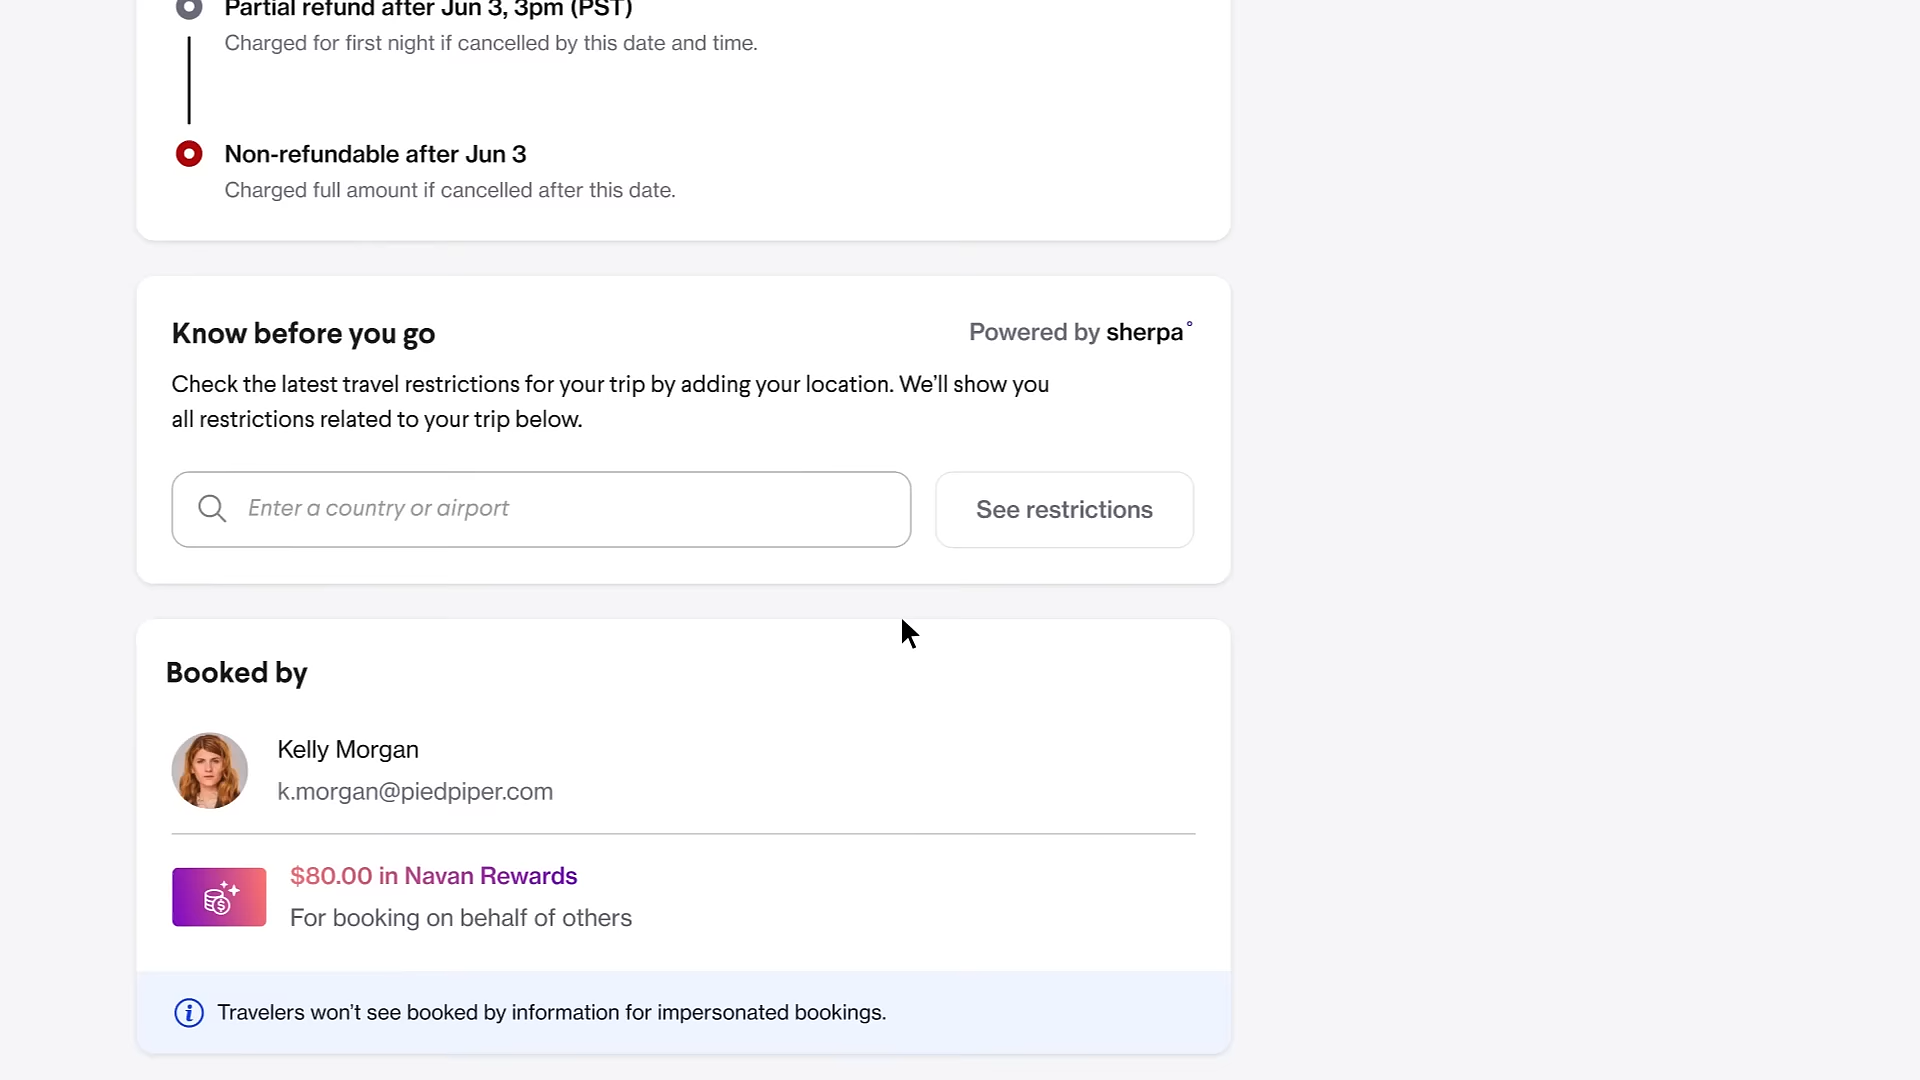 Partial refund after Jun 3, 3pm (PST)
Charged for first night if cancelled by this date and time.
Non-refundable after Jun 3
Charged full amount if cancelled after this date.
Know before you go
Powered by sherpa°
Check the latest travel restrictions for your trip by adding your location. We’ll show you
all restrictions related to your trip below.
Enter a country or airport
See restrictions
Booked by
Kelly Morgan
k.morgan@piedpiper.com
$80.00 in Navan Rewards
For booking on behalf of others
Travelers won’t see booked by information for impersonated bookings.